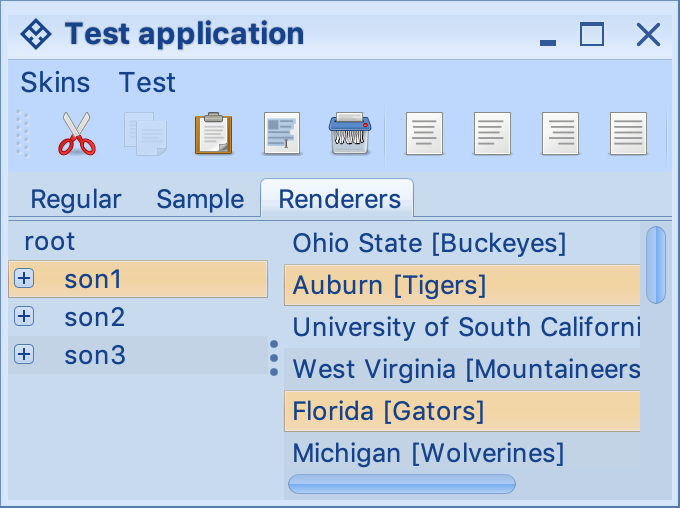 Test application
Skins Test
Regular Sample Renderers
root
son1
son2
son3
Ohio State [Buckeyes]
Auburn [Tigers]
University of South Californi
West Virginia [Mountaineers
Florida [Gators]
Michigan [Wolverines]